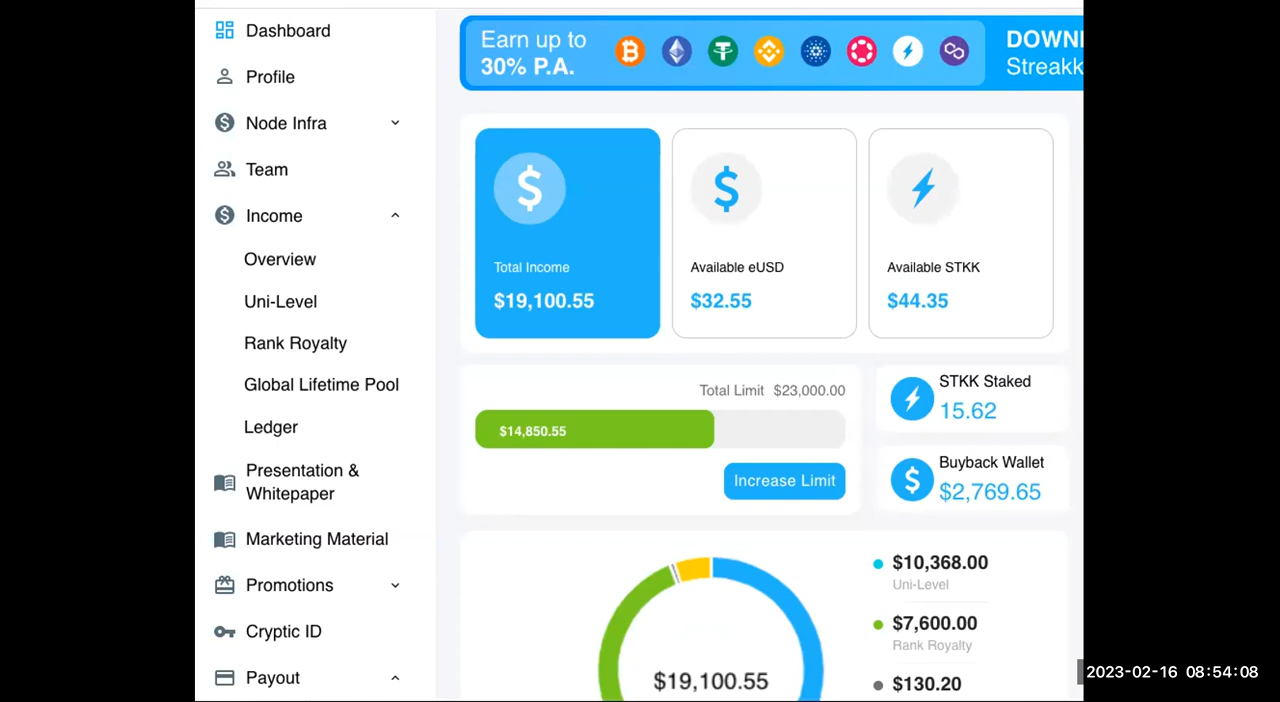 Dashboard
Profile
Node Infra
Team
Income
Overview
Uni-Level
Rank Royalty
Global Lifetime Pool
Ledger
Presentation &
Whitepaper
Marketing Material
Promotions
Cryptic ID
Payout
Earn up to
30% P.A.
Streakk
Total Income
$19,100.55
Available eUSD
$32.55
Available STKK
$44.35
Total Limit $23,000.00
$14,850.55
Increase Limit
STKK Staked
15.62
Buyback Wallet
$2,769.65
$19,100.55
$10,368.00
Uni-Level
$7,600.00
Rank Royalty
$130.20
2023-02-16 08:54:08